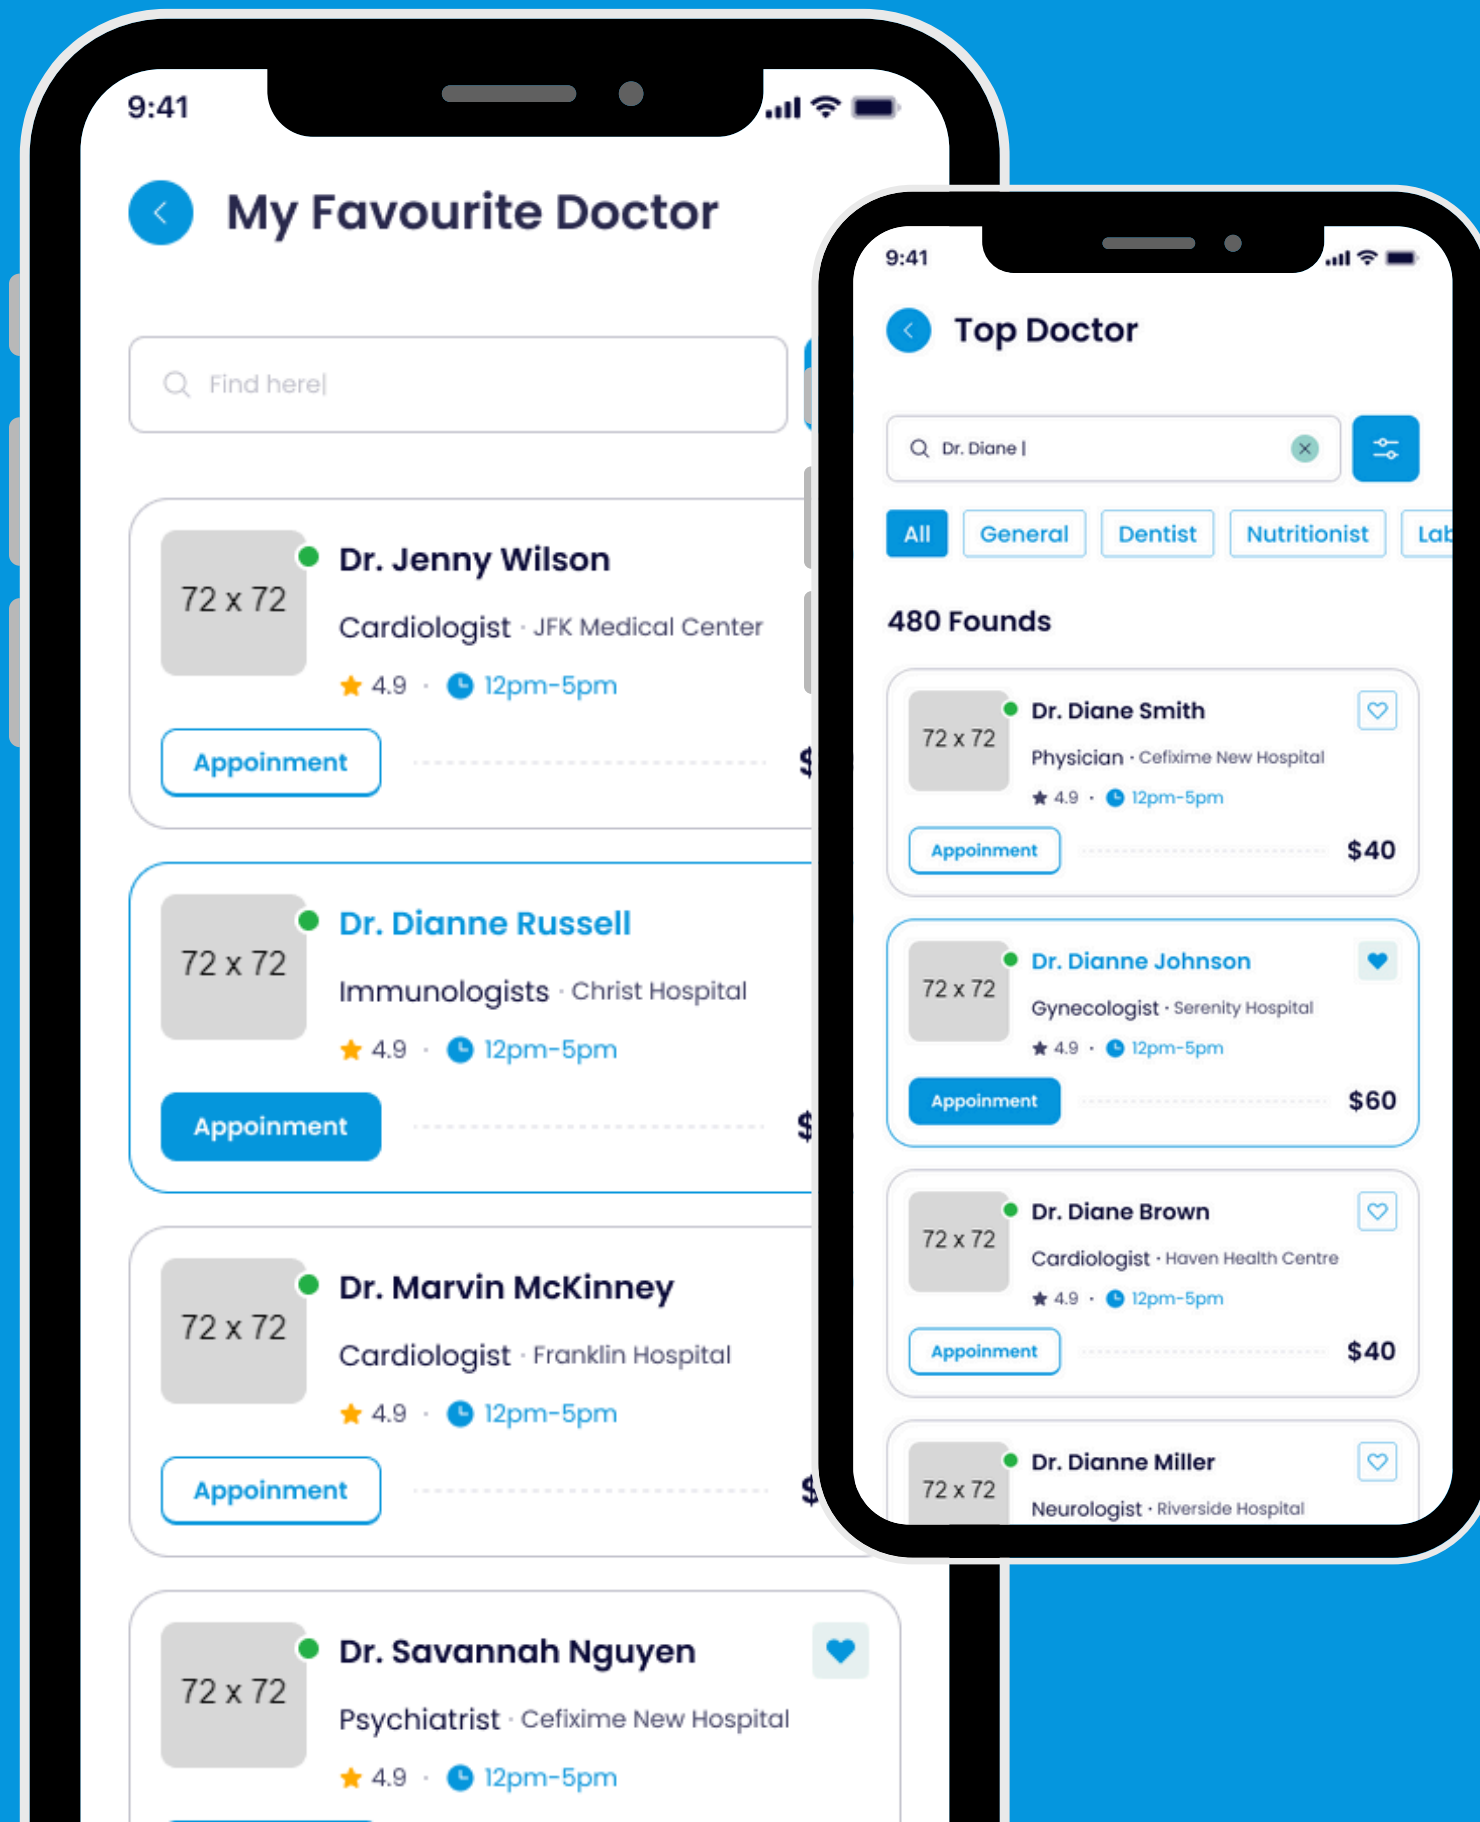 9:41
My Favourite Doctor
Find here|
72 x 72
Dr. Jenny Wilson
Cardiologist · JFK Medical Center
4.9 · 12pm-5pm
Appoinment
$
72 x 72
Dr. Dianne Russell
Immunologists · Christ Hospital
4.9 · 12pm-5pm
Appoinment
$
72 x 72
Dr. Marvin McKinney
Cardiologist · Franklin Hospital
4.9 · 12pm-5pm
Appoinment
$
72 x 72
Dr. Savannah Nguyen
Psychiatrist · Cefixime New Hospital
4.9 · 12pm-5pm
9:41
Top Doctor
Dr. Diane |
All General Dentist Nutritionist Lab
480 Founds
72 x 72
Dr. Diane Smith
Physician · Cefixime New Hospital
4.9 · 12pm-5pm
Appoinment $40
72 x 72
Dr. Dianne Johnson
Gynecologist · Serenity Hospital
4.9 · 12pm-5pm
Appoinment $60
72 x 72
Dr. Diane Brown
Cardiologist · Haven Health Centre
4.9 · 12pm-5pm
Appoinment $40
72 x 72
Dr. Dianne Miller
Neurologist · Riverside Hospital